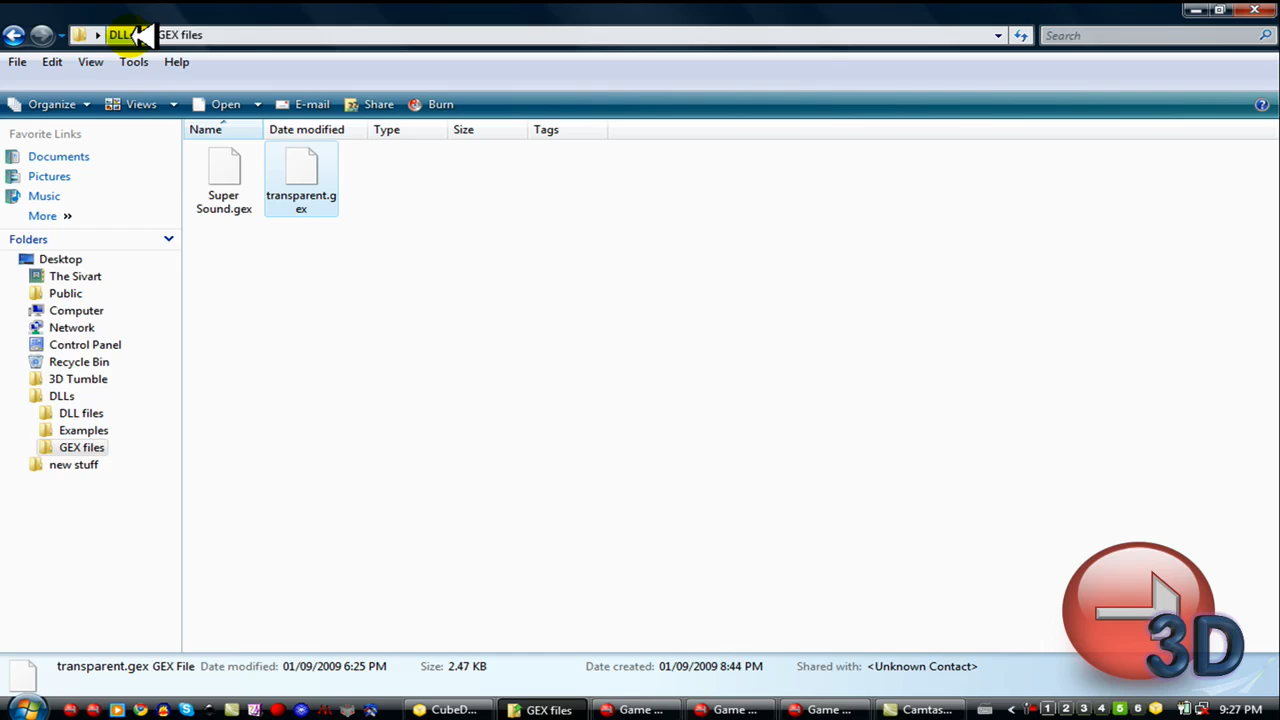 DLLs GEX files
Search
File Edit View Tools Help
Organize Views Open E-mail Share Burn
Favorite Links
Name Date modified Type Size Tags
Documents
Pictures
Music
More »
Super Sound.gex
transparent.g
ex
Folders
Desktop
The Sivart
Public
Computer
Network
Control Panel
Recycle Bin
3D Tumble
DLLs
DLL files
Examples
GEX files
new stuff
3D
transparent.gex GEX File Date modified: 01/09/2009 6:25 PM Size: 2.47 KB Date created: 01/09/2009 8:44 PM Shared with: <Unknown Contact>
CubeD... GEX files Game ... Game ... Game ... Camtas... 1 2 3 4 5 6 9:27 PM